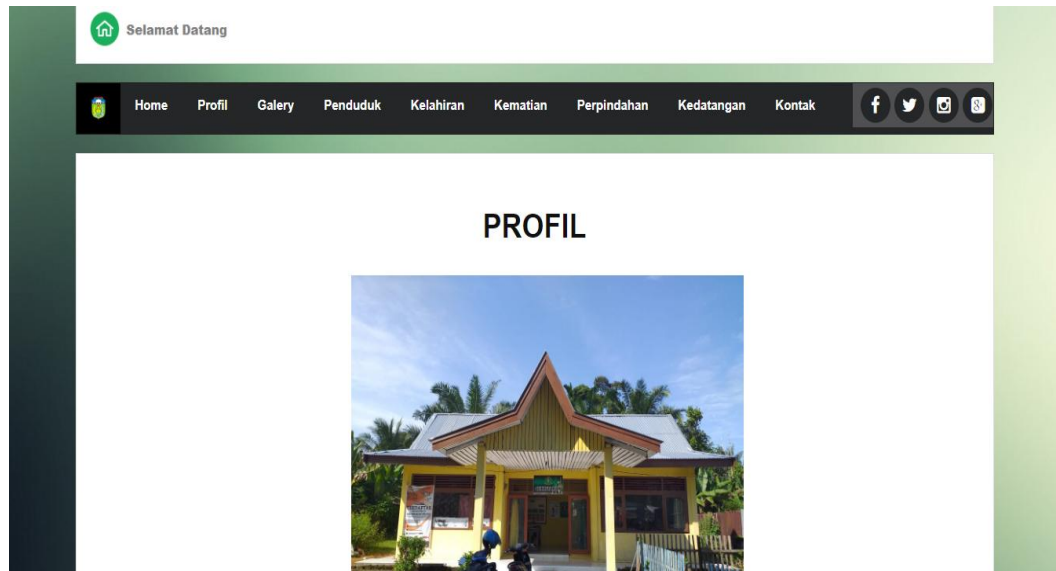 Selamat Datang
Home Profil Galery Penduduk Kelahiran Kematian Perpindahan Kedatangan Kontak
PROFIL